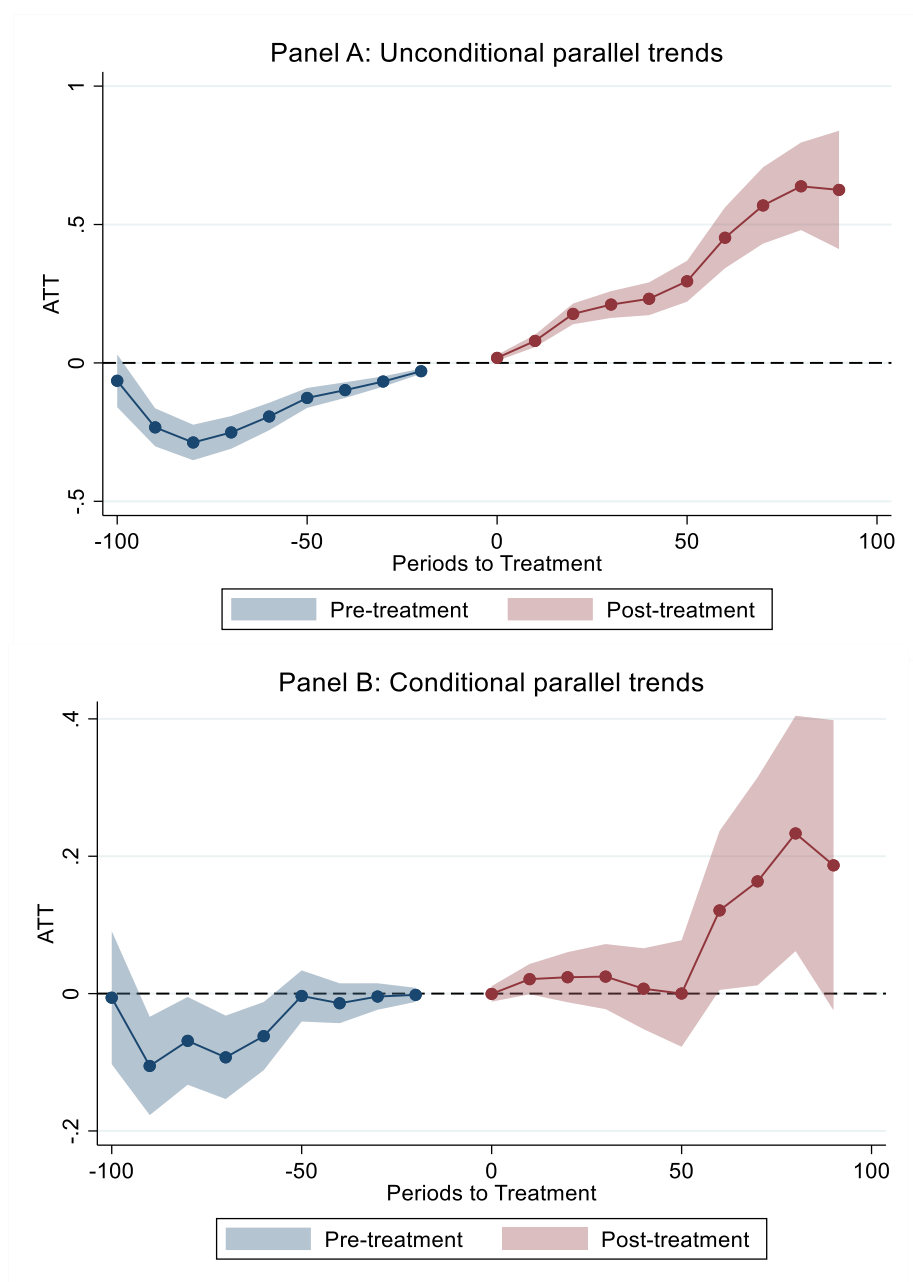 Panel A: Unconditional parallel trends
1
.5
0
-.5
ATT
-100 -50 0 50 100
Periods to Treatment
Pre-treatment Post-treatment
Panel B: Conditional parallel trends
.4
.2
0
-.2
ATT
-100 -50 0 50 100
Periods to Treatment
Pre-treatment Post-treatment